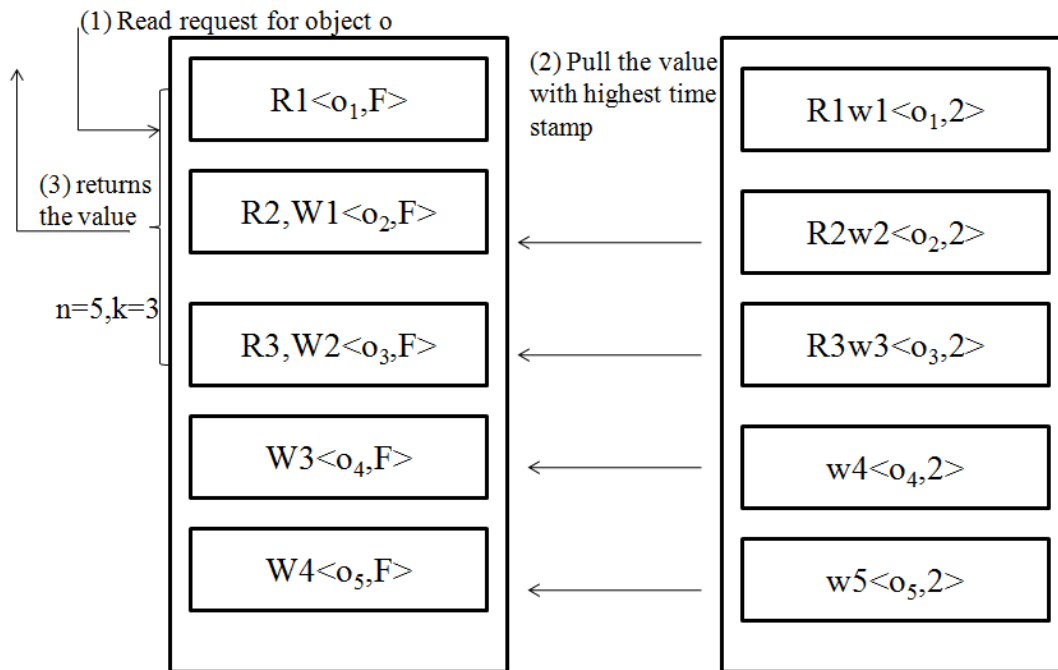 (1) Read request for object o
R1<o₁,F>
R2,W1<o₂,F>
R3,W2<o₃,F>
W3<o₄,F>
W4<o₅,F>
(3) returns
the value
n=5,k=3
(2) Pull the value
with highest time
stamp
R1w1<o₁,2>
R2w2<o₂,2>
R3w3<o₃,2>
w4<o₄,2>
w5<o₅,2>